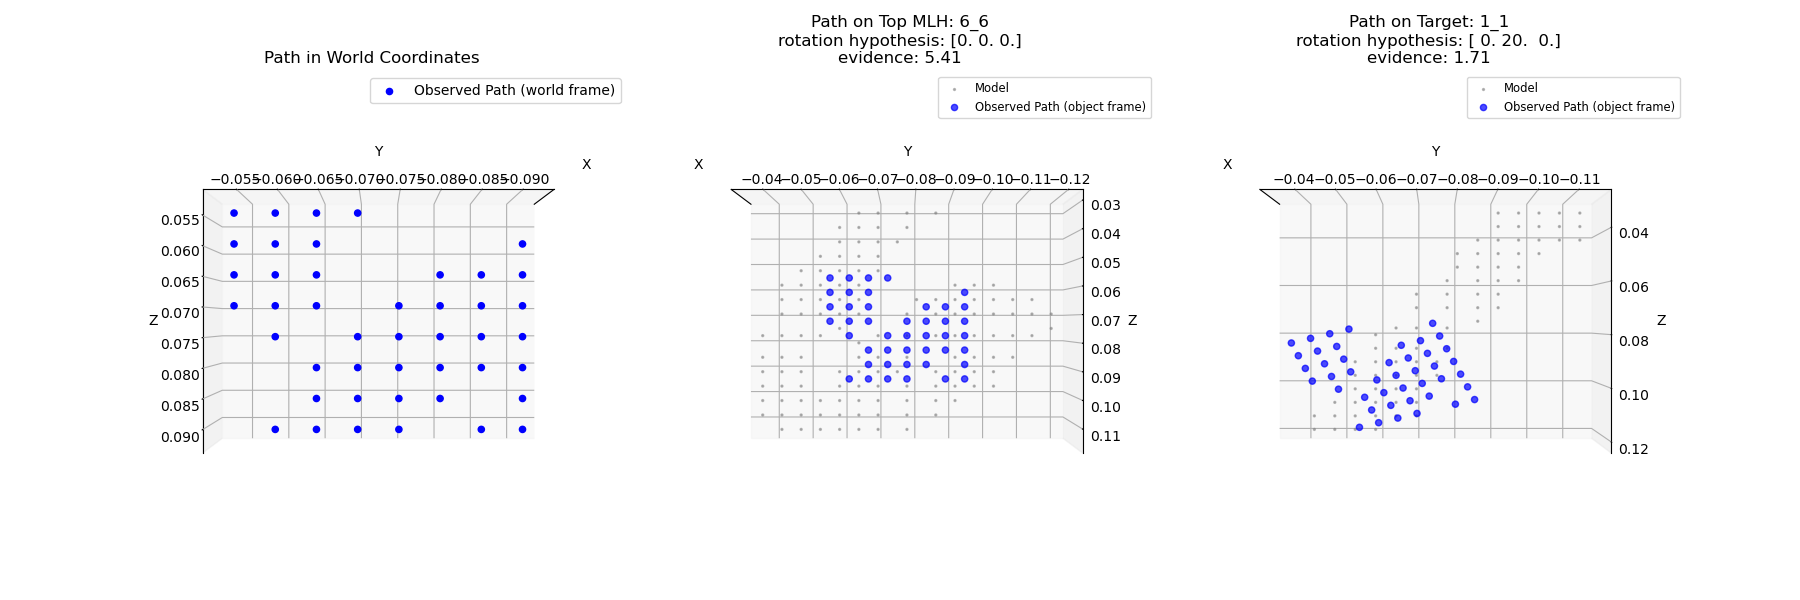 Path in World Coordinates
Observed Path (world frame)
Y
X
−0.055 −0.060 −0.065 −0.070 −0.075 −0.080 −0.085 −0.090
0.055
0.060
0.065
0.070
Z
0.075
0.080
0.085
0.090
Path on Top MLH: 6_6
rotation hypothesis: [0. 0. 0.]
evidence: 5.41
Model
Observed Path (object frame)
Y
X
−0.04 −0.05 −0.06 −0.07 −0.08 −0.09 −0.10 −0.11 −0.12
0.03
0.04
0.05
0.06
0.07 Z
0.08
0.09
0.10
0.11
Path on Target: 1_1
rotation hypothesis: [ 0. 20.  0.]
evidence: 1.71
Model
Observed Path (object frame)
Y
X
−0.04 −0.05 −0.06 −0.07 −0.08 −0.09 −0.10 −0.11
0.04
0.06
Z
0.08
0.10
0.12